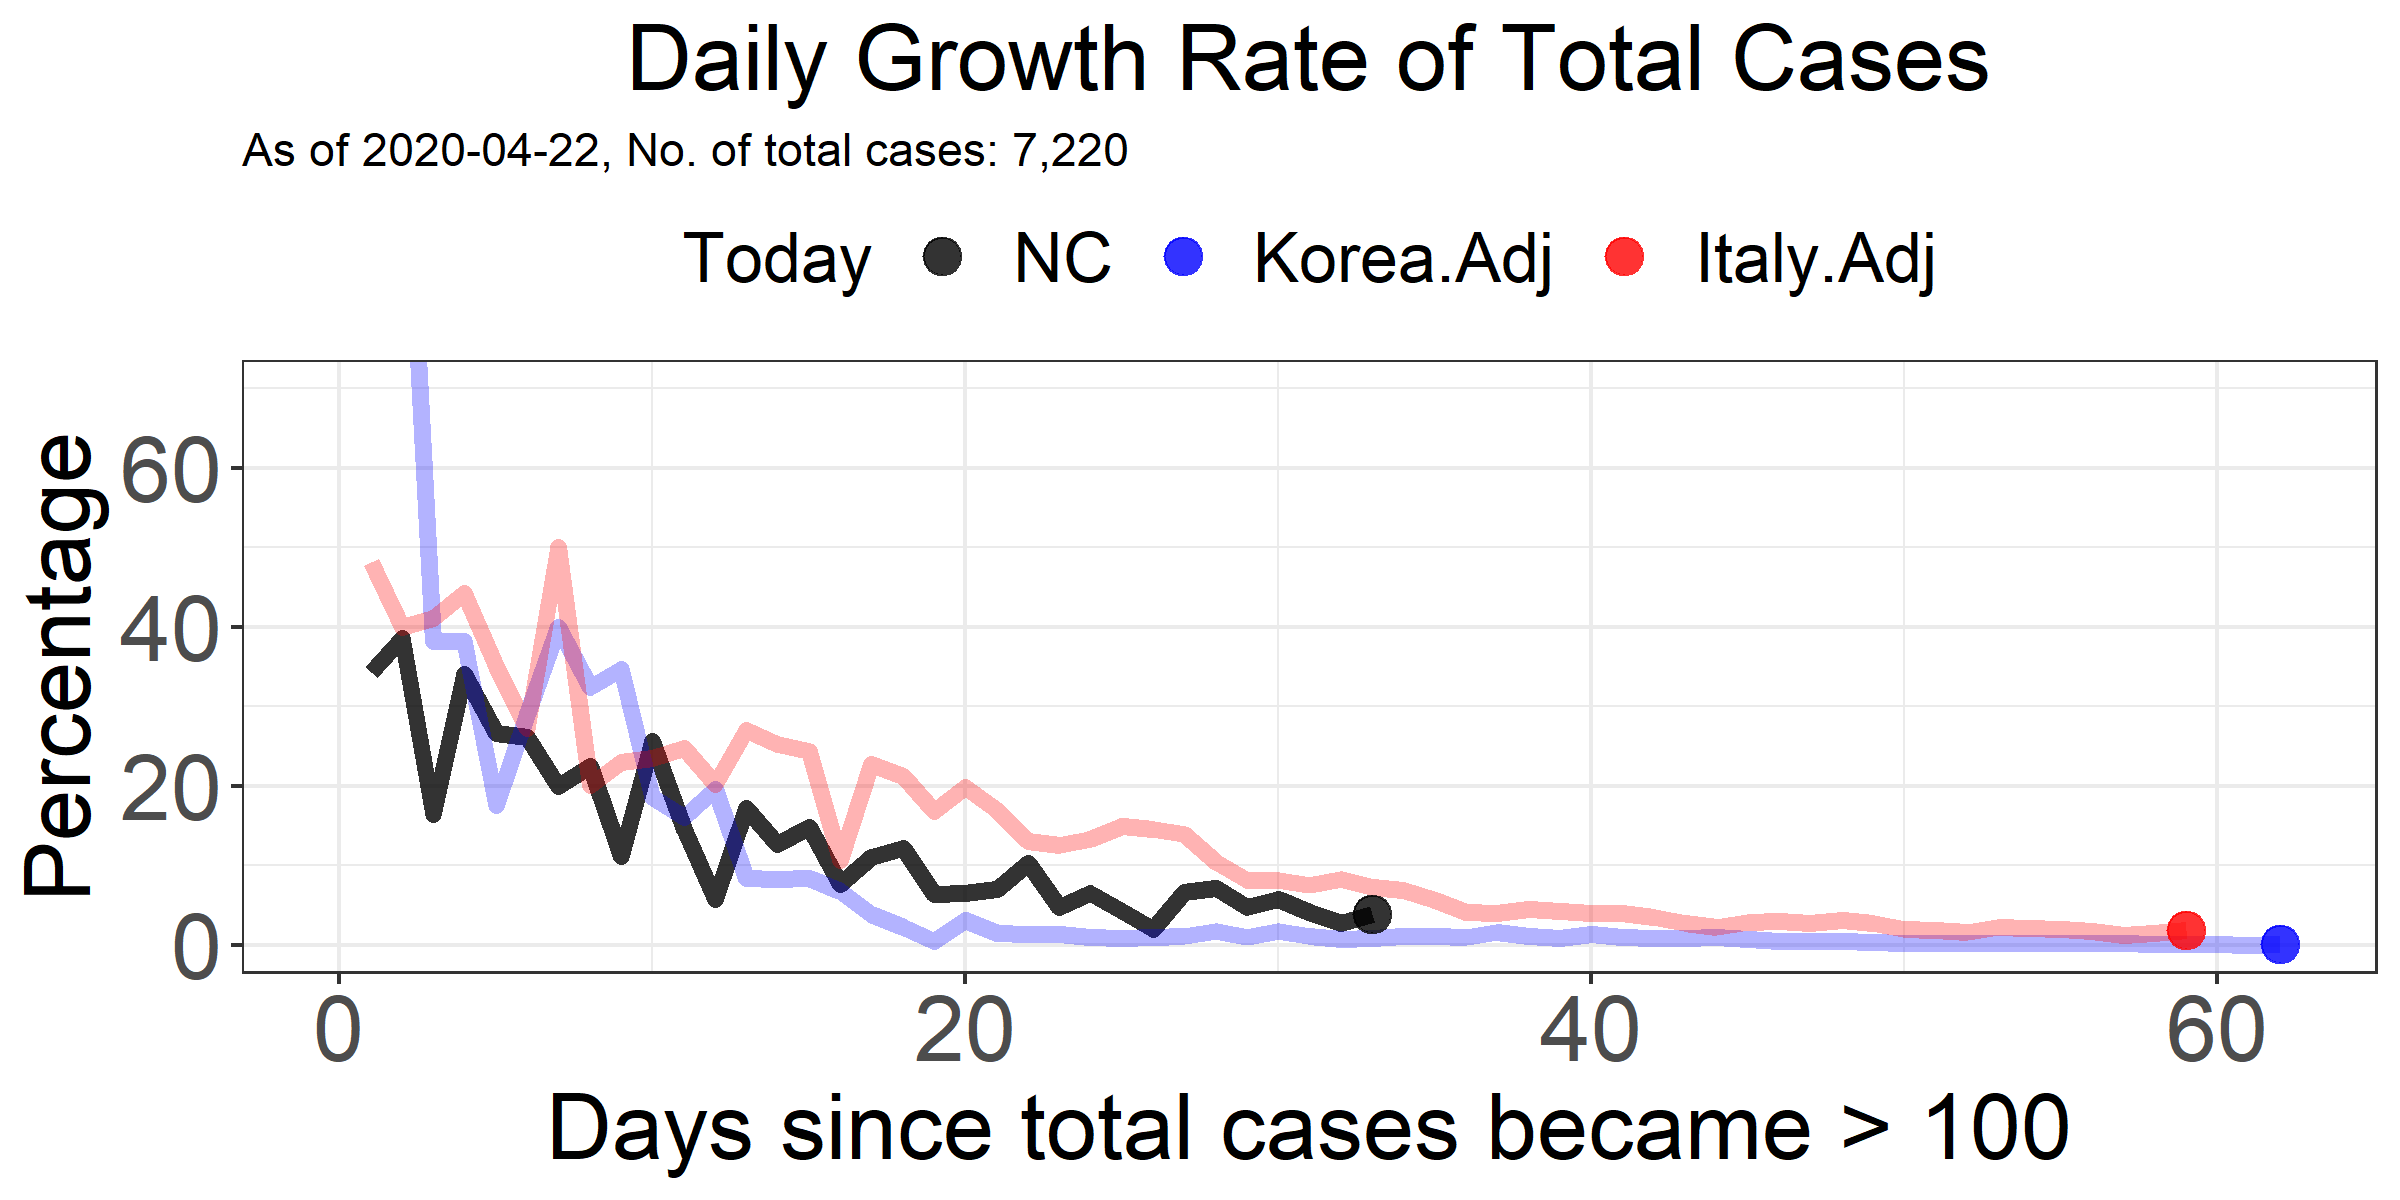 Daily Growth Rate of Total Cases
As of 2020-04-22, No. of total cases: 7,220
Today NC Korea.Adj Italy.Adj
Percentage
60
40
20
0
0 20 40 60
Days since total cases became > 100